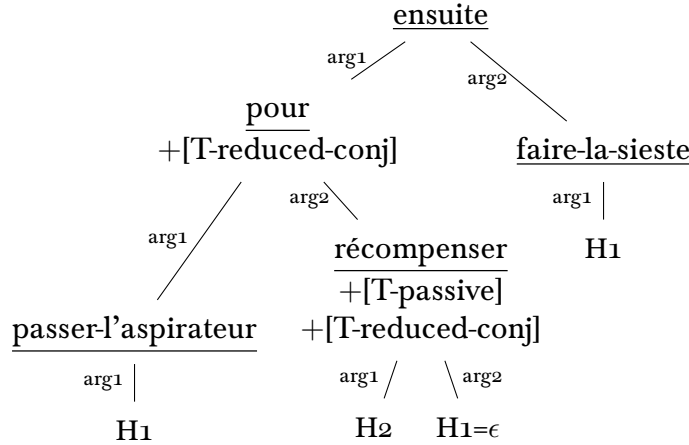 ensuite
arg1
arg2
pour
+[T-reduced-conj]
faire-la-sieste
arg1
arg2
arg1
arg1
H1
récompenser
+[T-passive]
+[T-reduced-conj]
passer-l'aspirateur
arg1
arg1
arg2
H1
H2
H1=ϵ